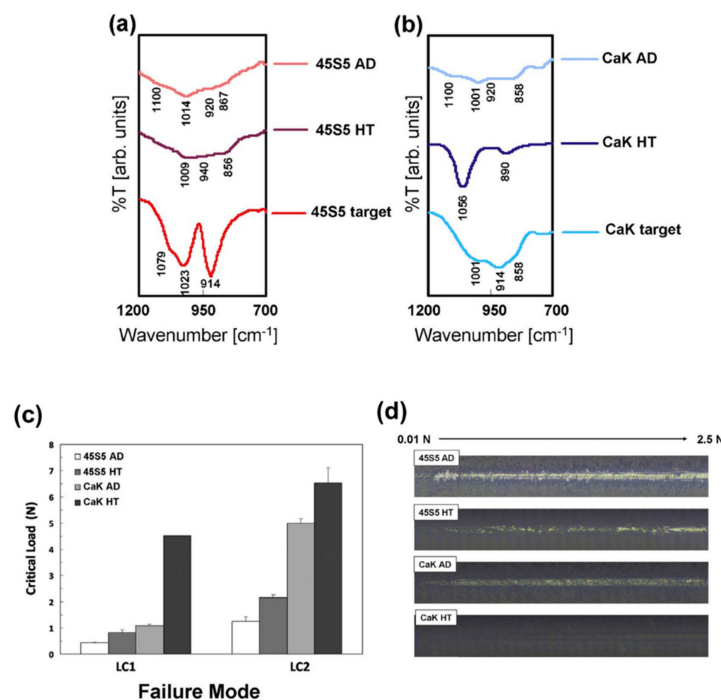 (a)
45S5 AD
1100
1014
920
867
45S5 HT
1009
940
856
45S5 target
1079
1023
914
%T [arb. units]
1200 950 700
Wavenumber [cm-1]
(b)
CaK AD
1100
1001
920
858
CaK HT
1056
890
CaK target
1001
914
858
%T [arb. units]
1200 950 700
Wavenumber [cm-1]
(c)
45S5 AD
45S5 HT
CaK AD
CaK HT
8
7
6
5
4
3
2
1
0
Critical Load (N)
LC1 LC2
Failure Mode
(d)
0.01 N 2.5 N
45S5 AD
45S5 HT
CaK AD
CaK HT